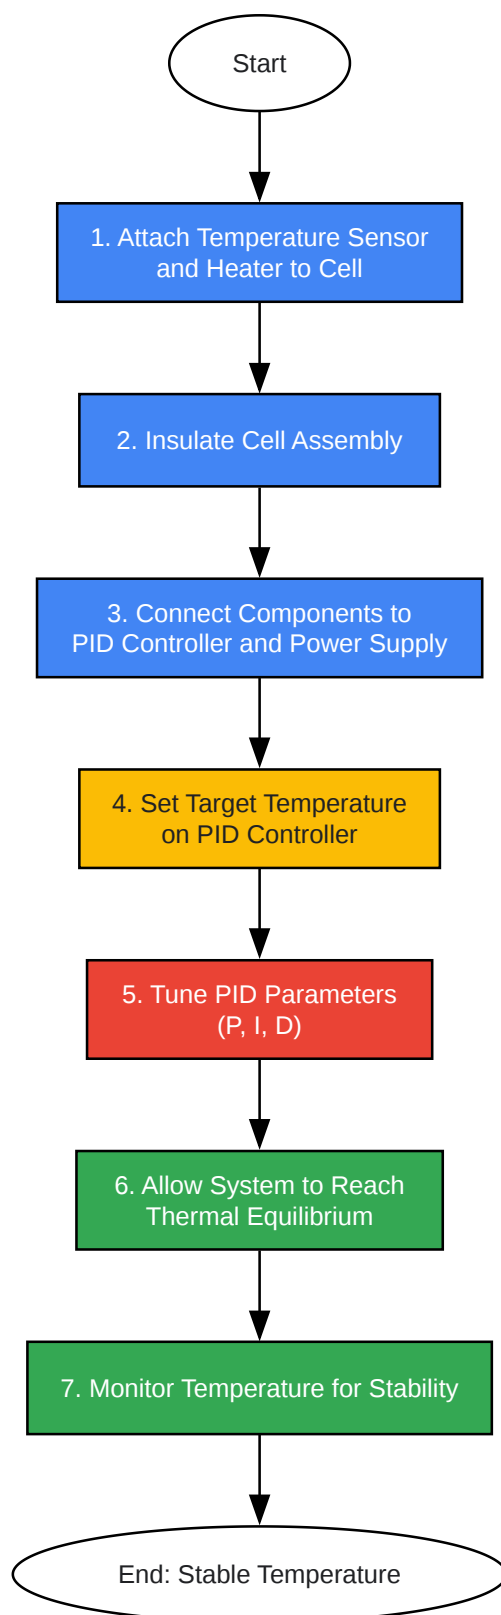 Start
1. Attach Temperature Sensor
and Heater to Cell
2. Insulate Cell Assembly
3. Connect Components to
PID Controller and Power Supply
4. Set Target Temperature
on PID Controller
5. Tune PID Parameters
(P, I, D)
6. Allow System to Reach
Thermal Equilibrium
7. Monitor Temperature for Stability
End: Stable Temperature